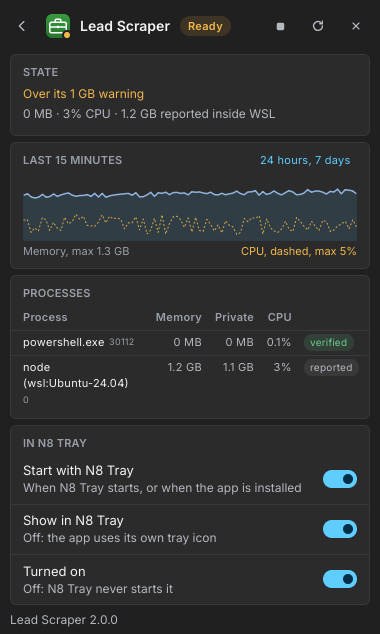 Lead Scraper Ready
STATE
Over its 1 GB warning
0 MB · 3% CPU · 1.2 GB reported inside WSL
LAST 15 MINUTES 24 hours, 7 days
Memory, max 1.3 GB CPU, dashed, max 5%
PROCESSES
Process Memory Private CPU
powershell.exe 30112 0 MB 0 MB 0.1% verified
node 1.2 GB 1.1 GB 3% reported
(wsl:Ubuntu-24.04)
0
IN N8 TRAY
Start with N8 Tray
When N8 Tray starts, or when the app is installed
Show in N8 Tray
Off: the app uses its own tray icon
Turned on
Off: N8 Tray never starts it
Lead Scraper 2.0.0